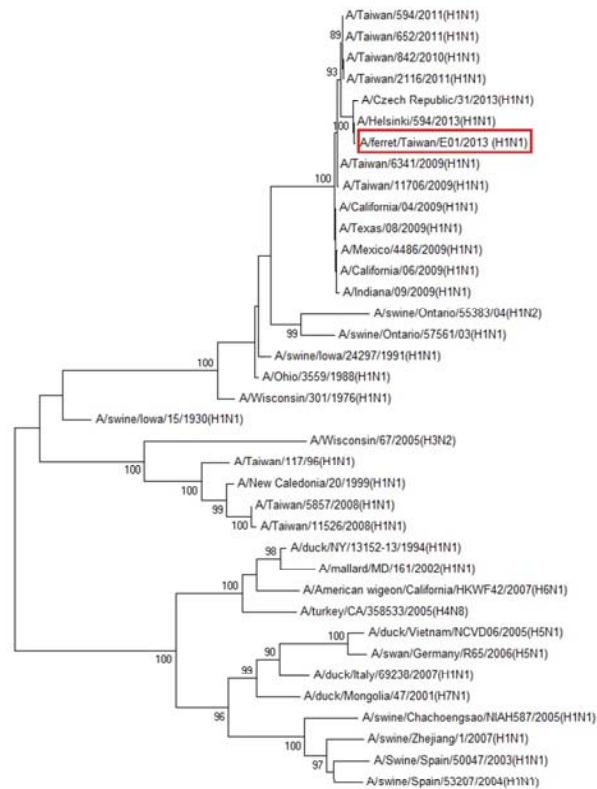 A/Taiwan/594/2011(H1N1)
89
A/Taiwan/652/2011(H1N1)
A/Taiwan/842/2010(H1N1)
93
A/Taiwan/2116/2011(H1N1)
A/Czech Republic/31/2013(H1N1)
A/Helsinki/594/2013(H1N1)
100
A/ferret/Taiwan/E01/2013 (H1N1)
A/Taiwan/6341/2009(H1N1)
100
A/Taiwan/11706/2009(H1N1)
A/California/04/2009(H1N1)
A/Texas/08/2009(H1N1)
A/Mexico/4486/2009(H1N1)
A/California/06/2009(H1N1)
A/Indiana/09/2009(H1N1)
A/swine/Ontario/55383/04(H1N2)
99
A/swine/Ontario/57561/03(H1N1)
A/swine/Iowa/24297/1991(H1N1)
100
A/Ohio/3559/1988(H1N1)
A/Wisconsin/301/1976(H1N1)
A/swine/Iowa/15/1930(H1N1)
A/Wisconsin/67/2005(H3N2)
100
A/Taiwan/117/96(H1N1)
100
A/New Caledonia/20/1999(H1N1)
99
A/Taiwan/5857/2008(H1N1)
100
A/Taiwan/11526/2008(H1N1)
98
A/duck/NY/13152-13/1994(H1N1)
A/mallard/MD/161/2002(H1N1)
100
A/American wigeon/California/HKWF42/2007(H6N1)
A/turkey/CA/358533/2005(H4N8)
100
A/duck/Vietnam/NCVD06/2005(H5N1)
100
90
A/swan/Germany/R65/2006(H5N1)
99
A/duck/Italy/69238/2007(H1N1)
A/duck/Mongolia/47/2001(H7N1)
96
A/swine/Chachoengsao/NIAH587/2005(H1N1)
100
A/swine/Zhejiang/1/2007(H1N1)
97
A/Swine/Spain/50047/2003(H1N1)
A/swine/Spain/53207/2004(H1N1)